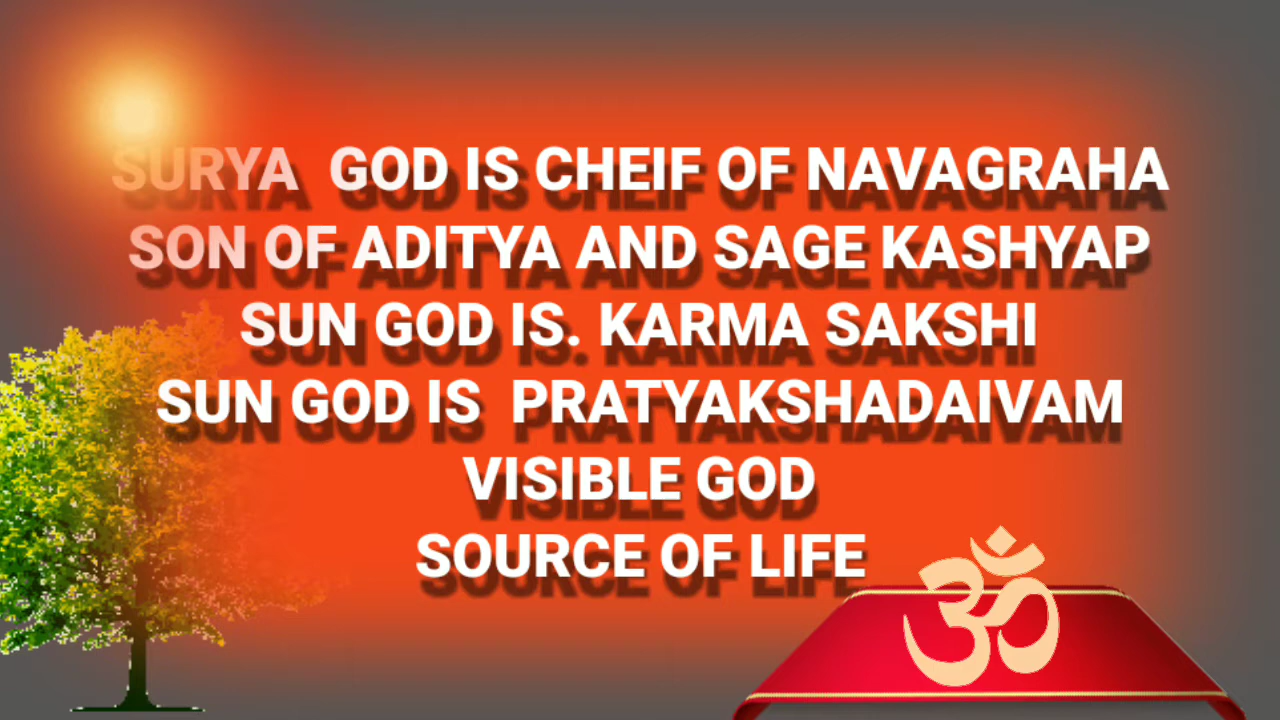 SURYA  GOD IS CHEIF OF NAVAGRAHA
SON OF ADITYA AND SAGE KASHYAP
SUN GOD IS. KARMA SAKSHI
SUN GOD IS  PRATYAKSHADAIVAM
VISIBLE GOD
SOURCE OF LIFE
ॐ